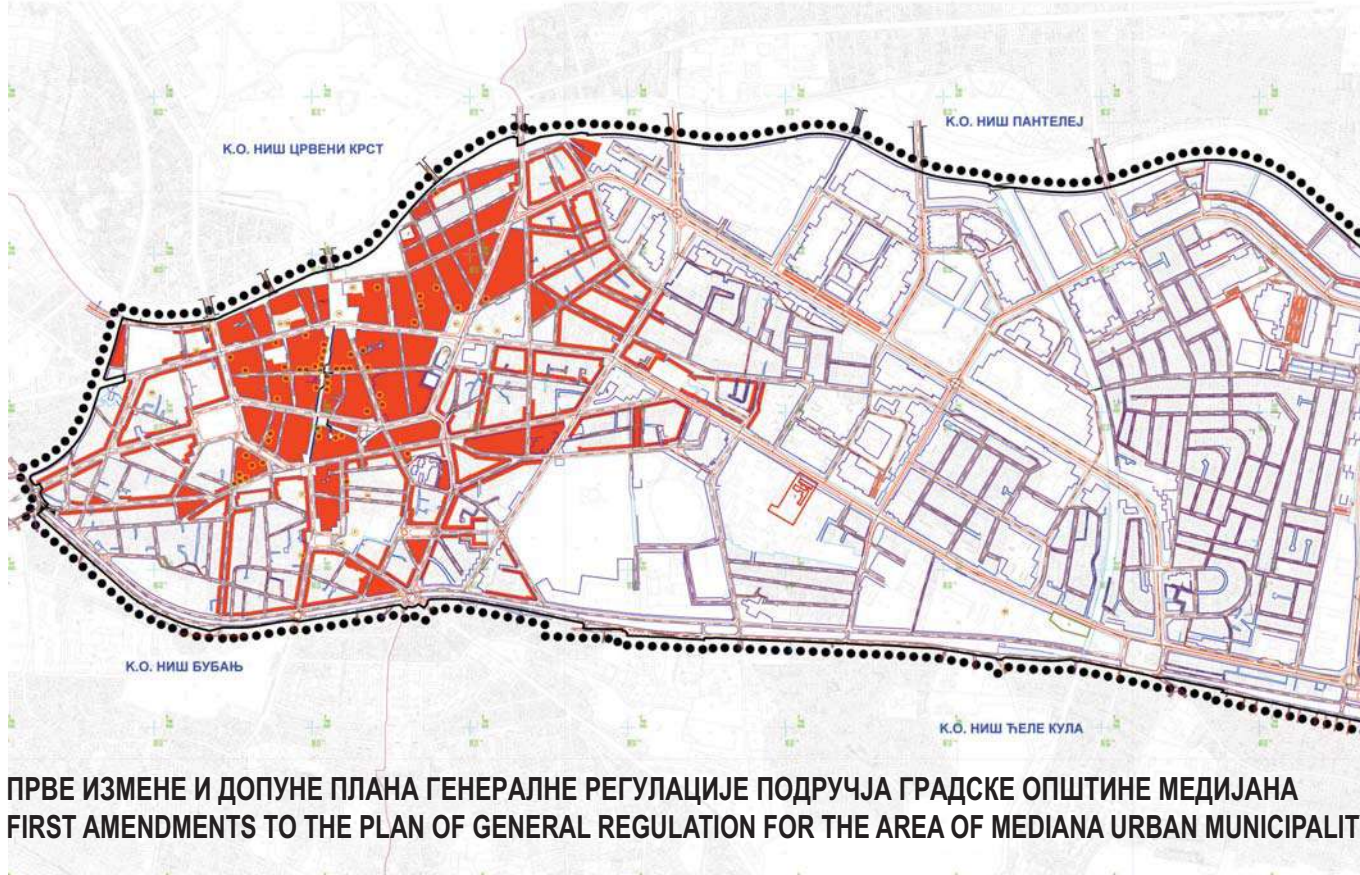 К.О. НИШ ПАНТЕЛЕЈ
К.О. НИШ ЦРВЕНИ КРСТ
К.О. НИШ БУБАЊ
К.О. НИШ ЋЕЛЕ КУЛА
ПРВЕ ИЗМЕНЕ И ДОПУНЕ ПЛАНА ГЕНЕРАЛНЕ РЕГУЛАЦИЈЕ ПОДРУЧЈА ГРАДСКЕ ОПШТИНЕ МЕДИЈАНА
FIRST AMENDMENTS TO THE PLAN OF GENERAL REGULATION FOR THE AREA OF MEDIANA URBAN MUNICIPALIT